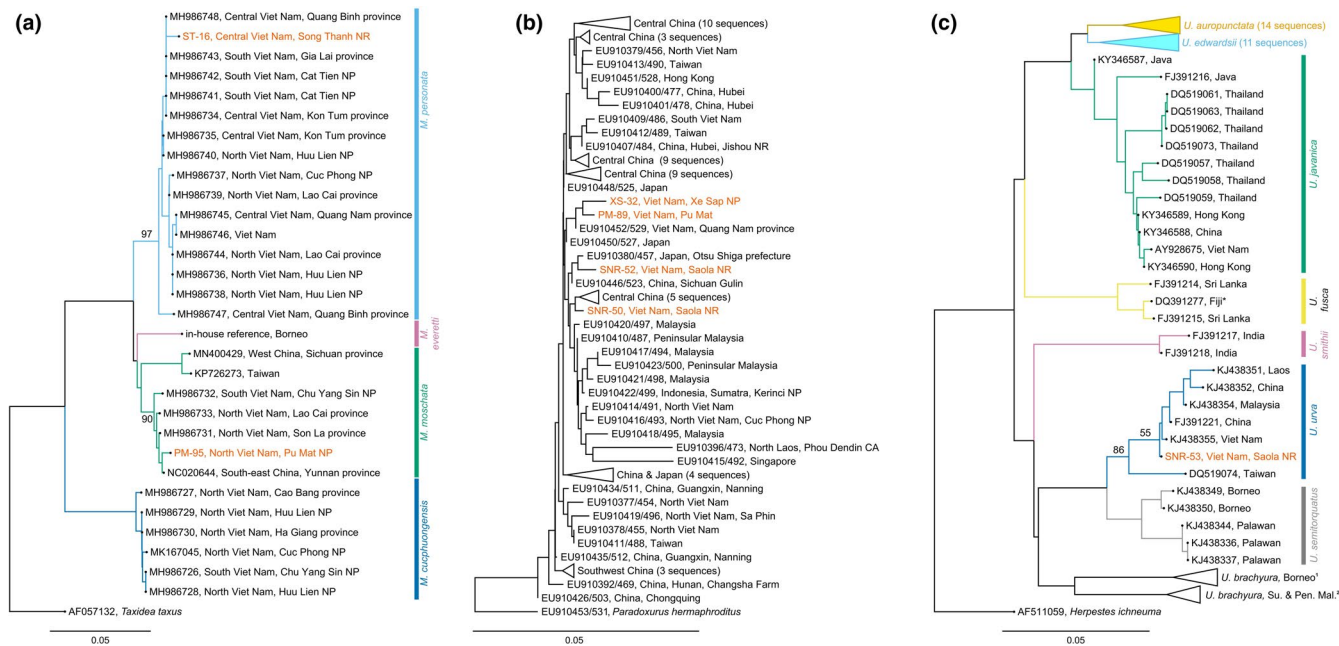 (a)
MH986748, Central Viet Nam, Quang Binh province
ST-16, Central Viet Nam, Song Thanh NR
MH986743, South Viet Nam, Gia Lai province
MH986742, South Viet Nam, Cat Tien NP
MH986741, South Viet Nam, Cat Tien NP
MH986734, Central Viet Nam, Kon Tum province
MH986735, Central Viet Nam, Kon Tum province
MH986740, North Viet Nam, Huu Lien NP
MH986737, North Viet Nam, Cuc Phong NP
MH986739, North Viet Nam, Lao Cai province
MH986745, Central Viet Nam, Quang Nam province
MH986746, Viet Nam
MH986744, North Viet Nam, Lao Cai province
MH986736, North Viet Nam, Huu Lien NP
MH986738, North Viet Nam, Huu Lien NP
MH986747, Central Viet Nam, Quang Binh province
97
M. personata
in-house reference, Borneo
M. everetti
MN400429, West China, Sichuan province
KP726273, Taiwan
MH986732, South Viet Nam, Chu Yang Sin NP
MH986733, North Viet Nam, Lao Cai province
90
MH986731, North Viet Nam, Son La province
PM-95, North Viet Nam, Pu Mat NP
NC020644, South-east China, Yunnan province
M. moschata
MH986727, North Viet Nam, Cao Bang province
MH986729, North Viet Nam, Huu Lien NP
MH986730, North Viet Nam, Ha Giang province
MK167045, North Viet Nam, Cuc Phong NP
MH986726, South Viet Nam, Chu Yang Sin NP
MH986728, North Viet Nam, Huu Lien NP
M. cucphuongensis
AF057132, Taxidea taxus
0.05
(b)
Central China (10 sequences)
Central China (3 sequences)
EU910379/456, North Viet Nam
EU910413/490, Taiwan
EU910451/528, Hong Kong
EU910400/477, China, Hubei
EU910401/478, China, Hubei
EU910409/486, South Viet Nam
EU910412/489, Taiwan
EU910407/484, China, Hubei, Jishou NR
Central China (9 sequences)
Central China (9 sequences)
EU910448/525, Japan
XS-32, Viet Nam, Xe Sap NP
PM-89, Viet Nam, Pu Mat
EU910452/529, Viet Nam, Quang Nam province
EU910450/527, Japan
EU910380/457, Japan, Otsu Shiga prefecture
SNR-52, Viet Nam, Saola NR
EU910446/523, China, Sichuan Gulin
Central China (5 sequences)
SNR-50, Viet Nam, Saola NR
EU910420/497, Malaysia
EU910410/487, Peninsular Malaysia
EU910417/494, Malaysia
EU910423/500, Peninsular Malaysia
EU910421/498, Malaysia
EU910422/499, Indonesia, Sumatra, Kerinci NP
EU910414/491, North Viet Nam
EU910416/493, North Viet Nam, Cuc Phong NP
EU910418/495, Malaysia
EU910396/473, North Laos, Phou Dendin CA
EU910415/492, Singapore
China & Japan (4 sequences)
EU910434/511, China, Guangxin, Nanning
EU910377/454, North Viet Nam
EU910419/496, North Viet Nam, Sa Phin
EU910378/455, North Viet Nam
EU910411/488, Taiwan
EU910435/512, China, Guangxin, Nanning
Southwest China (3 sequences)
EU910392/469, China, Hunan, Changsha Farm
EU910426/503, China, Chongquing
EU910453/531, Paradoxurus hermaphroditus
0.05
(c)
U. auropunctata (14 sequences)
U. edwardsii (11 sequences)
KY346587, Java
FJ391216, Java
DQ519061, Thailand
DQ519063, Thailand
DQ519062, Thailand
DQ519073, Thailand
DQ519057, Thailand
DQ519058, Thailand
DQ519059, Thailand
KY346589, Hong Kong
KY346588, China
AY928675, Viet Nam
KY346590, Hong Kong
U. javanica
FJ391214, Sri Lanka
DQ391277, Fiji*
FJ391215, Sri Lanka
U. fusca
FJ391217, India
FJ391218, India
U. smithii
KJ438351, Laos
KJ438352, China
KJ438354, Malaysia
FJ391221, China
55
KJ438355, Viet Nam
86
SNR-53, Viet Nam, Saola NR
DQ519074, Taiwan
U. urva
KJ438349, Borneo
KJ438350, Borneo
KJ438344, Palawan
KJ438336, Palawan
KJ438337, Palawan
U. semitorquatus
U. brachyura, Borneo¹
U. brachyura, Su. & Pen. Mal.²
AF511059, Herpestes ichneuma
0.05